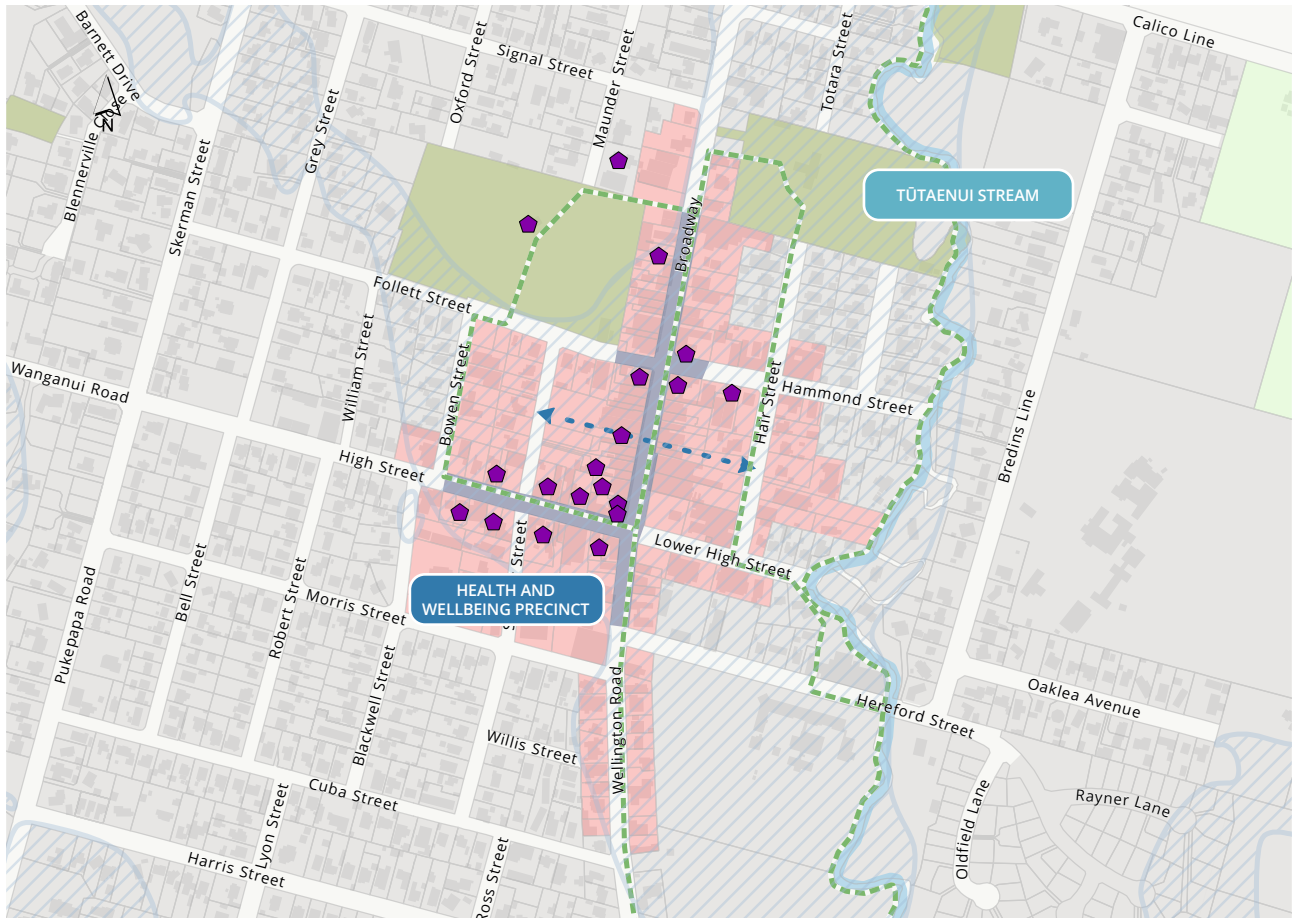 Barnett Drive
Calico Line
Signal Street
Maunder Street
Oxford Street
Totara Street
Grey Street
Blennerville Close
N
Skerman Street
TŪTAENUI STREAM
Broadway
Follett Street
William Street
Wanganui Road
Bowen Street
Hammond Street
Hair Street
Bredins Line
High Street
Street
Lower High Street
HEALTH AND
WELLBEING PRECINCT
Bell Street
Robert Street
Morris Street
Pukepapa Road
Blackwell Street
Wellington Road
Hereford Street
Oaklea Avenue
Willis Street
Cuba Street
Rayner Lane
Oldfield Lane
Lyon Street
Harris Street
Ross Street